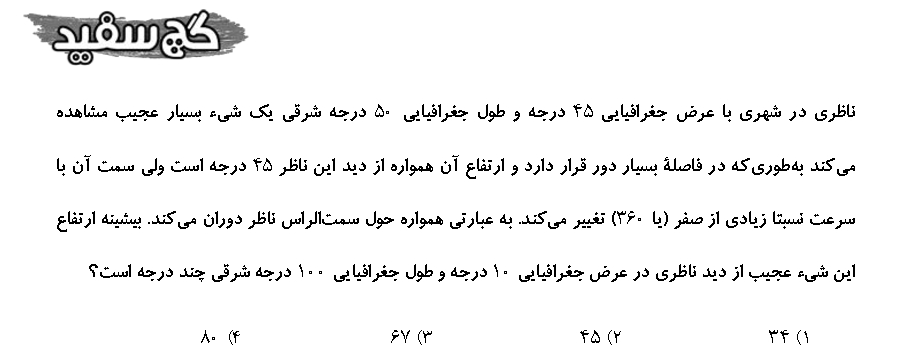 گچ سفید
ناظری در شهری با عرض جغرافیایی ۴۵ درجه و طول جغرافیایی ۵۰ درجه شرقی یک شیء بسیار عجیب مشاهده
می‌کند به‌طوری‌که در فاصلهٔ بسیار دور قرار دارد و ارتفاع آن همواره از دید این ناظر ۴۵ درجه است ولی سمت آن با
سرعت نسبتا زیادی از صفر (یا ۳۶۰) تغییر می‌کند. به عبارتی همواره حول سمت‌الراس ناظر دوران می‌کند. بیشینه ارتفاع
این شیء عجیب از دید ناظری در عرض جغرافیایی ۱۰ درجه و طول جغرافیایی ۱۰۰ درجه شرقی چند درجه است؟
۱) ۳۴ ۲) ۴۵ ۳) ۶۷ ۴) ۸۰